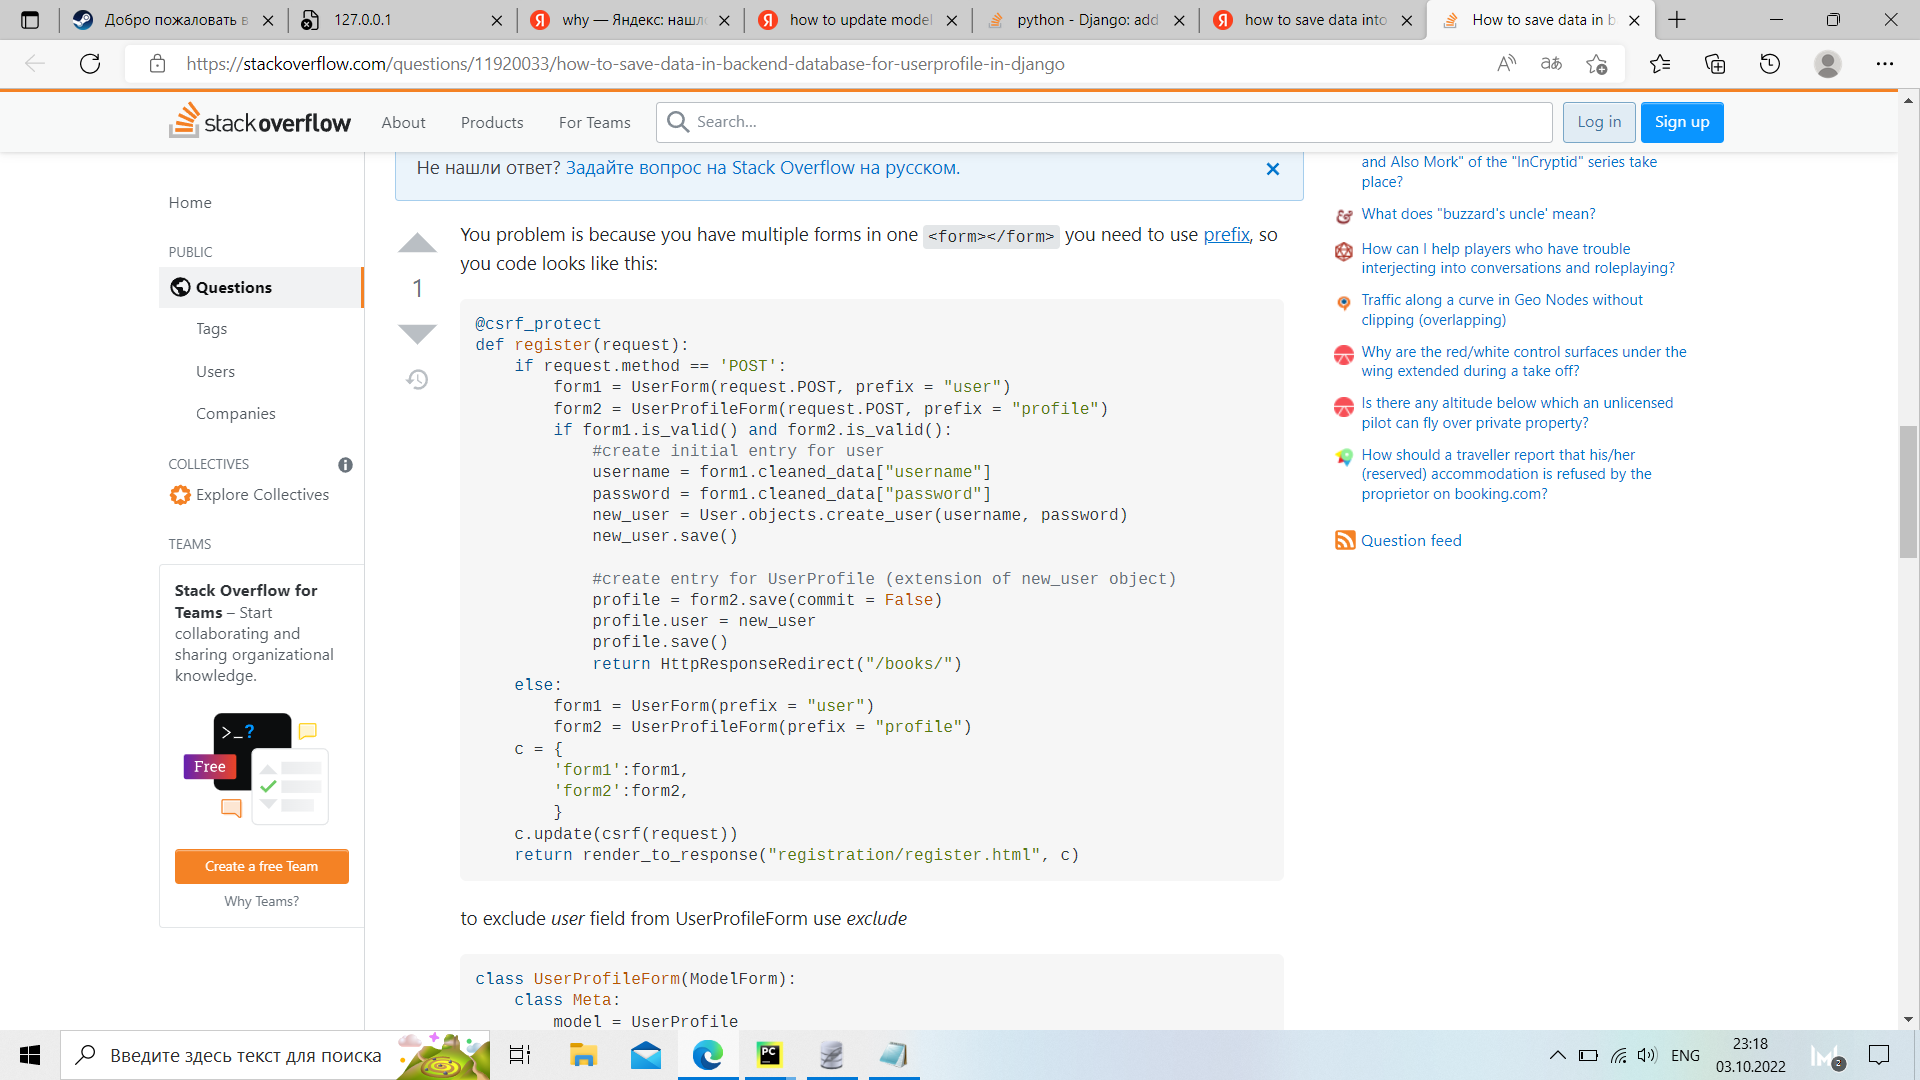 Добро пожаловать в
127.0.0.1
why — Яндекс: нашло
how to update model
python - Django: add
how to save data into
How to save data in b
https://stackoverflow.com/questions/11920033/how-to-save-data-in-backend-database-for-userprofile-in-django
stackoverflow
About
Products
For Teams
Search...
Log in
Sign up
Не нашли ответ? Задайте вопрос на Stack Overflow на русском.
Home
PUBLIC
Questions
Tags
Users
Companies
COLLECTIVES
Explore Collectives
TEAMS
Stack Overflow for
Teams – Start
collaborating and
sharing organizational
knowledge.
>_?
Free
Create a free Team
Why Teams?
1
You problem is because you have multiple forms in one <form></form> you need to use prefix, so
you code looks like this:
@csrf_protect
def register(request):
    if request.method == 'POST':
        form1 = UserForm(request.POST, prefix = "user")
        form2 = UserProfileForm(request.POST, prefix = "profile")
        if form1.is_valid() and form2.is_valid():
            #create initial entry for user
            username = form1.cleaned_data["username"]
            password = form1.cleaned_data["password"]
            new_user = User.objects.create_user(username, password)
            new_user.save()
            #create entry for UserProfile (extension of new_user object)
            profile = form2.save(commit = False)
            profile.user = new_user
            profile.save()
            return HttpResponseRedirect("/books/")
    else:
        form1 = UserForm(prefix = "user")
        form2 = UserProfileForm(prefix = "profile")
    c = {
        'form1':form1,
        'form2':form2,
        }
    c.update(csrf(request))
    return render_to_response("registration/register.html", c)
to exclude user field from UserProfileForm use exclude
class UserProfileForm(ModelForm):
    class Meta:
        model = UserProfile
and Also Mork" of the "InCryptid" series take
place?
What does "buzzard's uncle' mean?
How can I help players who have trouble
interjecting into conversations and roleplaying?
Traffic along a curve in Geo Nodes without
clipping (overlapping)
Why are the red/white control surfaces under the
wing extended during a take off?
Is there any altitude below which an unlicensed
pilot can fly over private property?
How should a traveller report that his/her
(reserved) accommodation is refused by the
proprietor on booking.com?
Question feed
Введите здесь текст для поиска
PC
ENG
23:18
03.10.2022
2